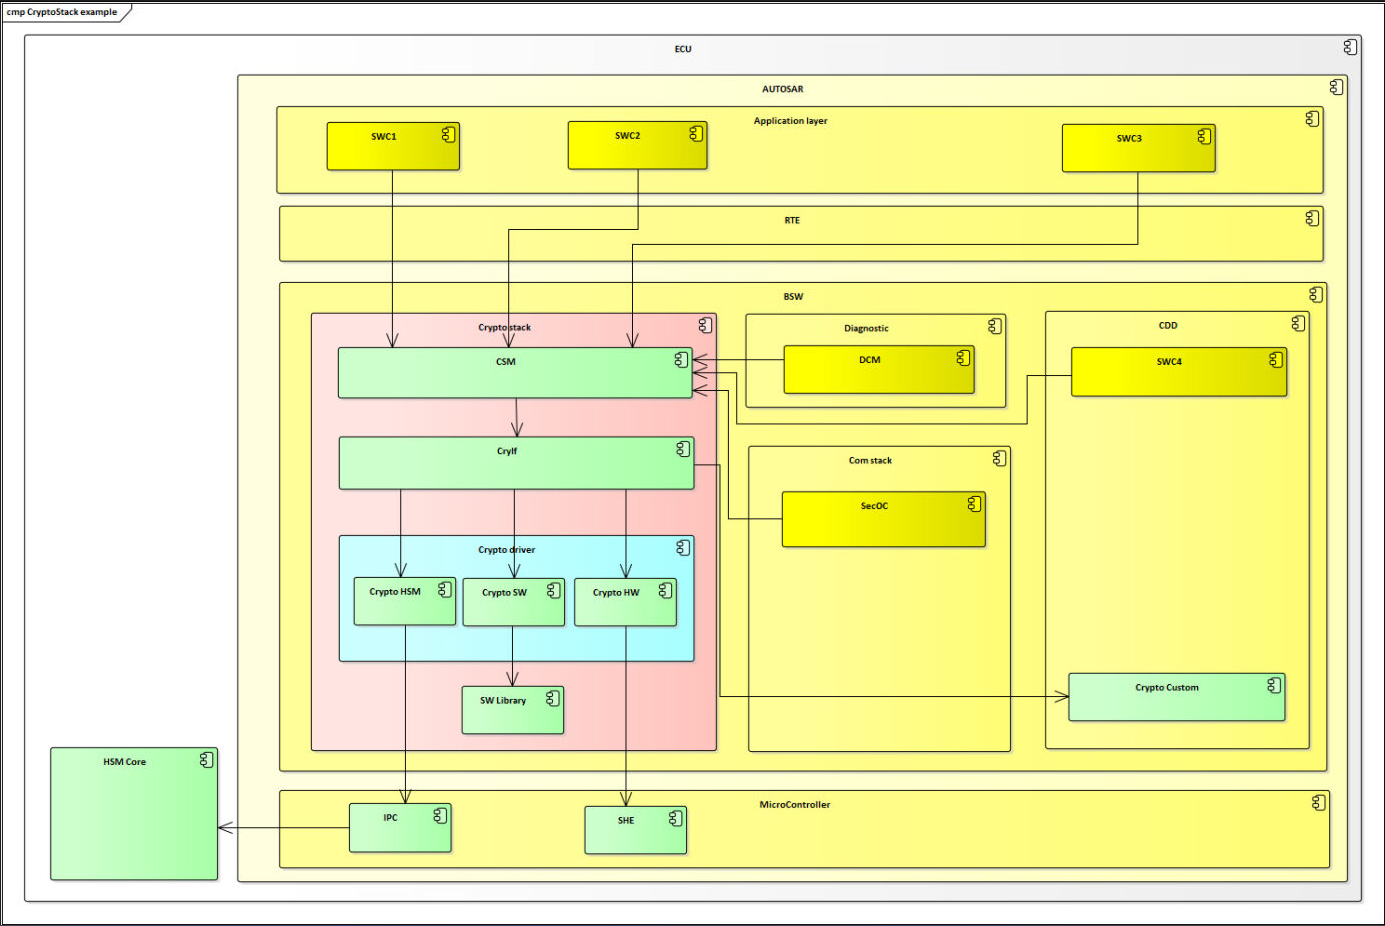 cmp CryptoStack example
ECU
AUTOSAR
Application layer
SWC1
SWC2
SWC3
RTE
BSW
Crypto stack
Diagnostic
CDD
CSM
DCM
SWC4
CryIf
Com stack
SecOC
Crypto driver
Crypto HSM
Crypto SW
Crypto HW
SW Library
Crypto Custom
HSM Core
MicroController
IPC
SHE